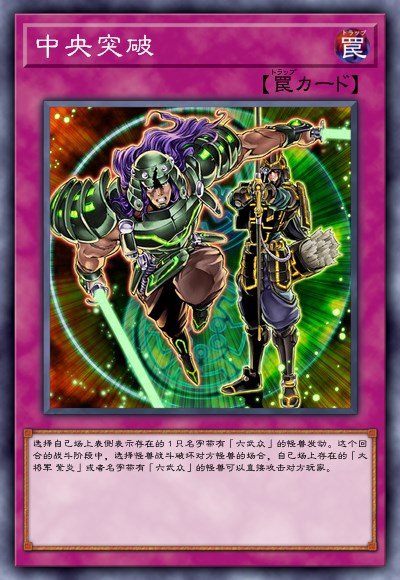 中央突破
トラップ
罠
トラップ
【罠カード】
选择自己场上表侧表示存在的１只名字带有「六武众」的怪兽发动。这个回
合的战斗阶段中，选择怪兽战斗破坏对方怪兽的场合，自己场上存在的「大
将军 紫炎」或者名字带有「六武众」的怪兽可以直接攻击对方玩家。